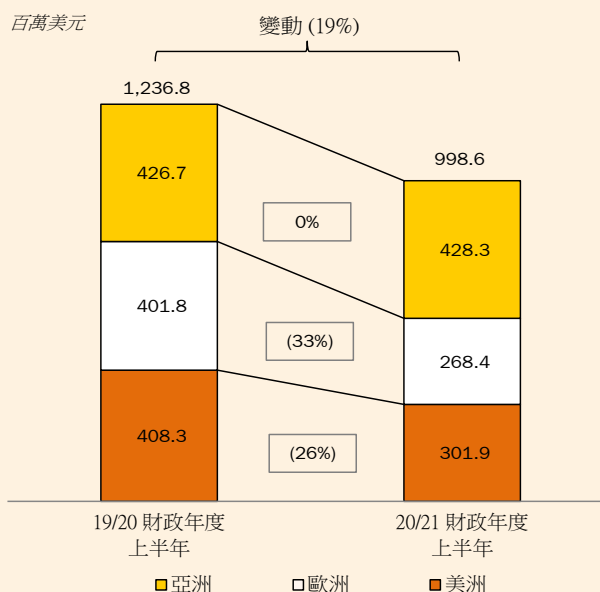 百萬美元
變動 (19%)
1,236.8
998.6
426.7
0%
428.3
401.8
(33%)
268.4
408.3
(26%)
301.9
19/20 財政年度
上半年
20/21 財政年度
上半年
亞洲
歐洲
美洲